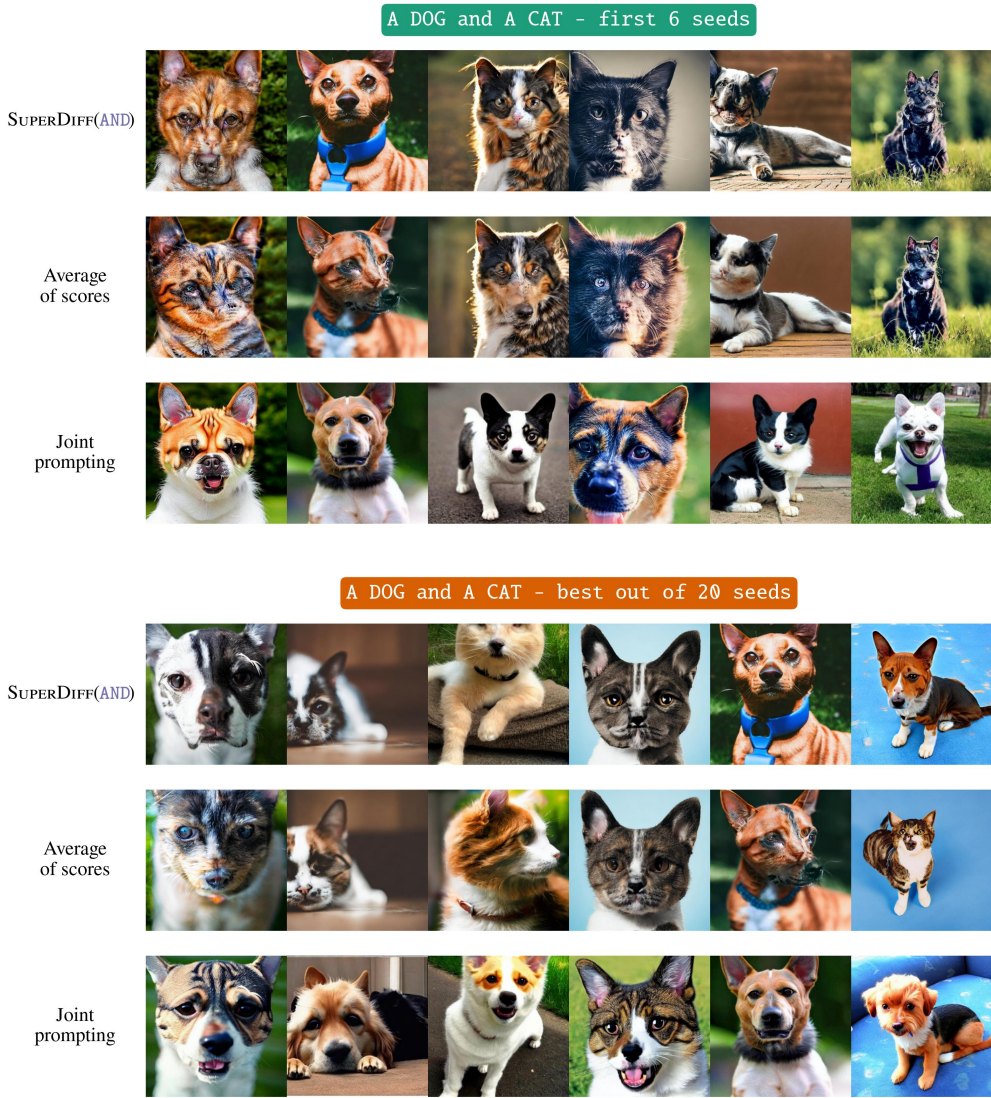 A DOG and A CAT - first 6 seeds
SUPERDIFF(AND)
Average
of scores
Joint
prompting
A DOG and A CAT - best out of 20 seeds
SUPERDIFF(AND)
Average
of scores
Joint
prompting